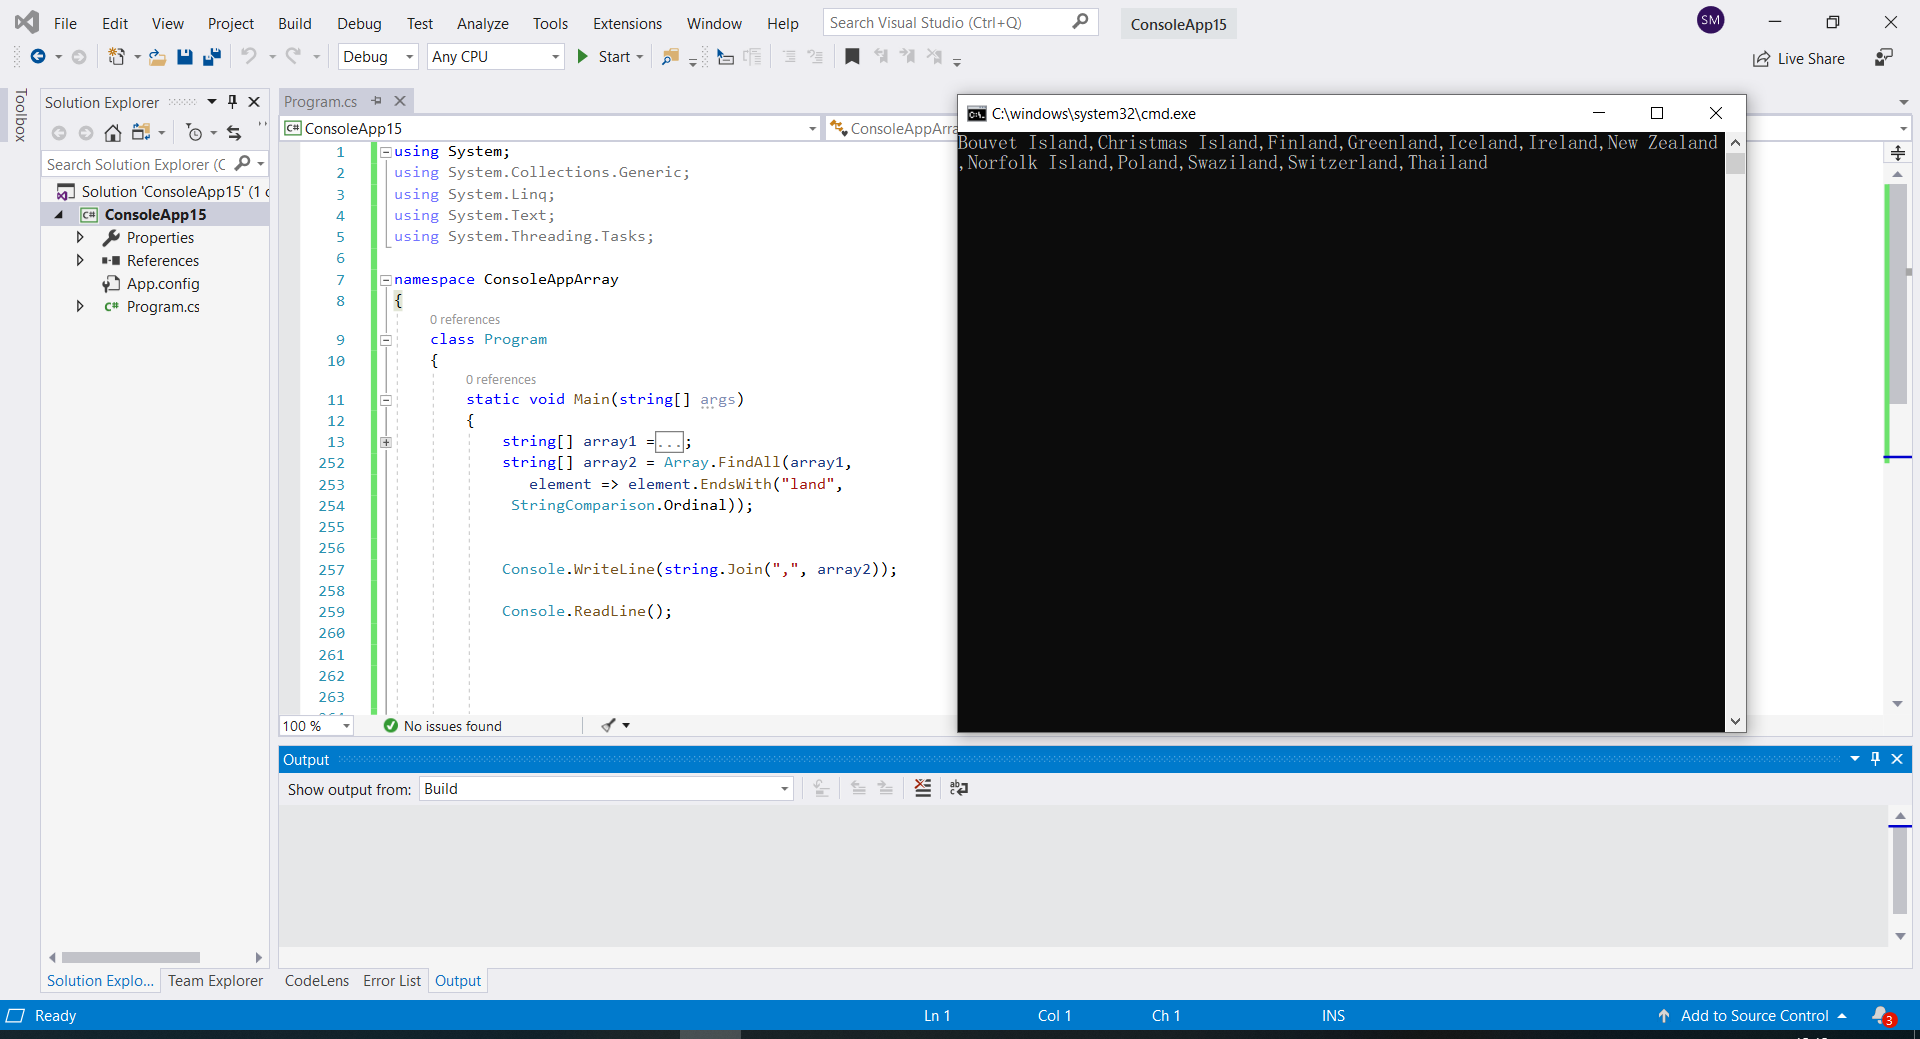 File Edit View Project Build Debug Test Analyze Tools Extensions Window Help Search Visual Studio (Ctrl+Q) ConsoleApp15 SM
Debug Any CPU Start Live Share
Toolbox
Solution Explorer
Search Solution Explorer (C
Solution 'ConsoleApp15' (1
C# ConsoleApp15
Properties
References
App.config
C# Program.cs
Program.cs
C# ConsoleApp15 ConsoleAppArra
1 using System;
2 using System.Collections.Generic;
3 using System.Linq;
4 using System.Text;
5 using System.Threading.Tasks;
6
7 namespace ConsoleAppArray
8 {
0 references
9 class Program
10 {
0 references
11 static void Main(string[] args)
12 {
13 string[] array1 =...;
252 string[] array2 = Array.FindAll(array1,
253 element => element.EndsWith("land",
254 StringComparison.Ordinal));
255
256
257 Console.WriteLine(string.Join(",", array2));
258
259 Console.ReadLine();
260
261
262
263
100 % No issues found
C:\windows\system32\cmd.exe
Bouvet Island,Christmas Island,Finland,Greenland,Iceland,Ireland,New Zealand
,Norfolk Island,Poland,Swaziland,Switzerland,Thailand
Output
Show output from: Build
Solution Explo... Team Explorer CodeLens Error List Output
Ready Ln 1 Col 1 Ch 1 INS Add to Source Control 3